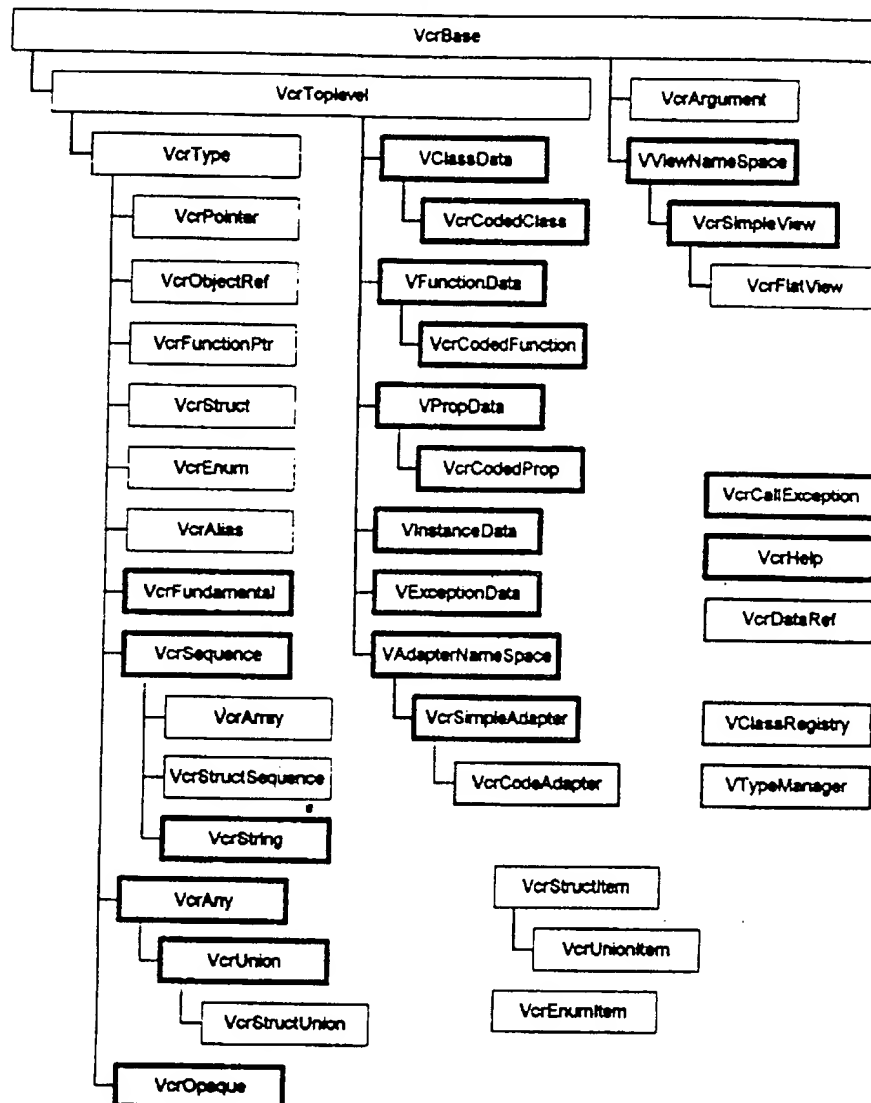 VcrBase
VcrToplevel
VcrArgument
VcrType
VClassData
VViewNameSpace
VcrPointer
VcrCodedClass
VcrSimpleView
VcrObjectRef
VFunctionData
VcrFlatView
VcrFunctionPtr
VcrCodedFunction
VcrStruct
VPropData
VcrEnum
VcrCodedProp
VcrCallException
VcrAlias
VInstanceData
VcrHelp
VcrFundamental
VExceptionData
VcrDataRef
VcrSequence
VAdapterNameSpace
VcrArray
VcrSimpleAdapter
VClassRegistry
VcrStructSequence
VcrCodeAdapter
VTypeManager
VcrString
VcrArry
VcrStructItem
VcrUnion
VcrUnionItem
VcrStructUnion
VcrEnumItem
VcrOpaque